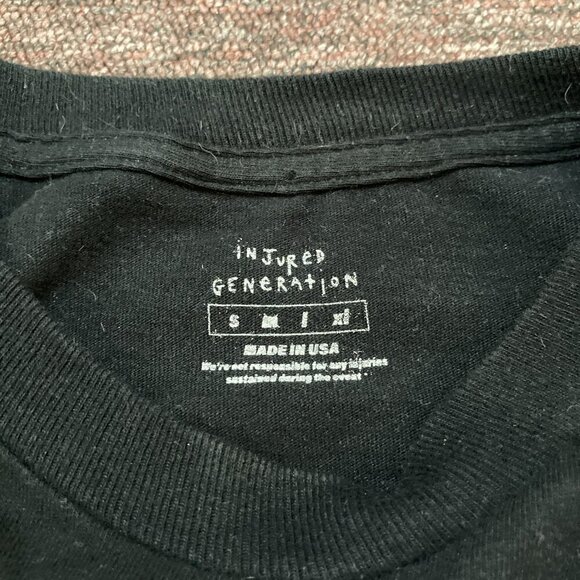 iNJUReD
GENERAtiON
s m l xl
MADE IN USA
We're not responsible for any injuries
sustained during the event